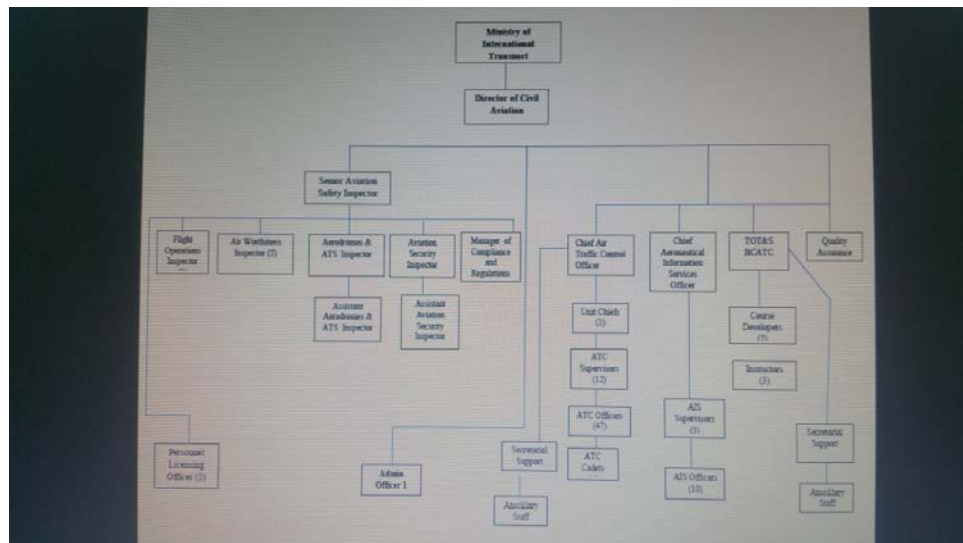 Ministry of
International
Transport
Director of Civil
Aviation
Senior Aviation
Safety Inspector
Flight
Operations
Inspector
Air Worthiness
Inspector (2)
Aerodromes &
ATS Inspector
Aviation
Security
Inspector
Manager of
Compliance
and
Regulations
Chief Air
Traffic Control
Officer
Chief
Aeronautical
Information
Services
Officer
TOT&S
BCATC
Quality
Assurance
Assistant
Aerodromes &
ATS Inspector
Assistant
Aviation
Security
Inspector
Unit Chiefs
(2)
Course
Developers
ATC
Supervisors
(12)
Instructors
(3)
ATC Officers
(47)
AIS
Supervisors
Secretarial
Support
Personnel
Licensing
Officer (2)
Admin
Officer 1
Secretarial
Support
ATC
Cadets
AIS Officers
(10)
Ancillary
Staff
Ancillary
Staff